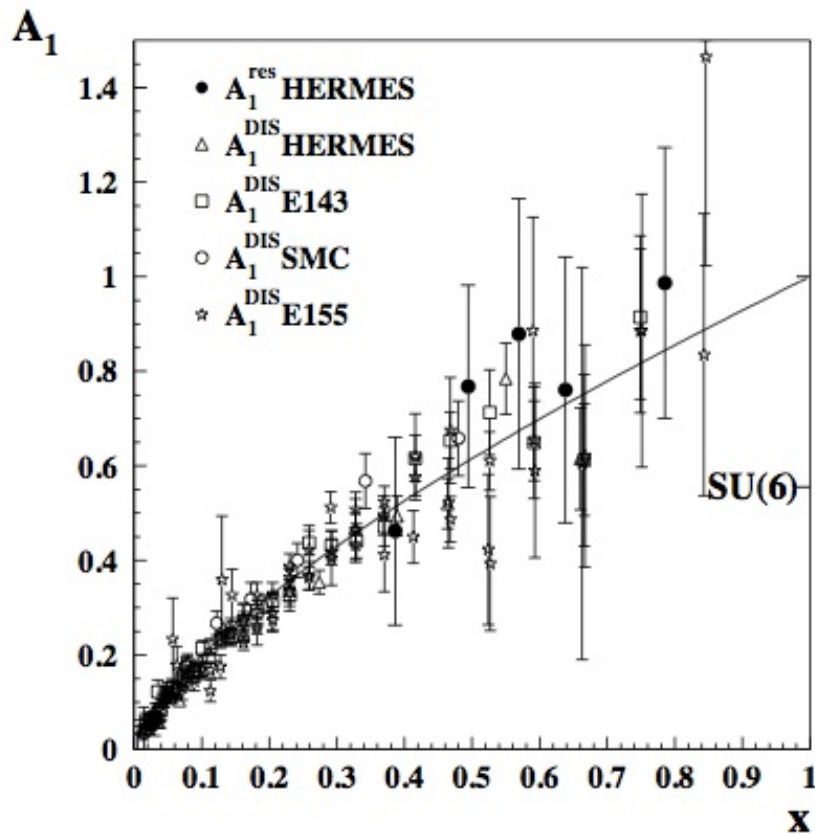 A₁
1.4
1.2
1
0.8
0.6
0.4
0.2
0
A₁ʳᵉˢ HERMES
A₁ᴰᴵˢ HERMES
A₁ᴰᴵˢ E143
A₁ᴰᴵˢ SMC
A₁ᴰᴵˢ E155
SU(6)
0 0.1 0.2 0.3 0.4 0.5 0.6 0.7 0.8 0.9 1
x